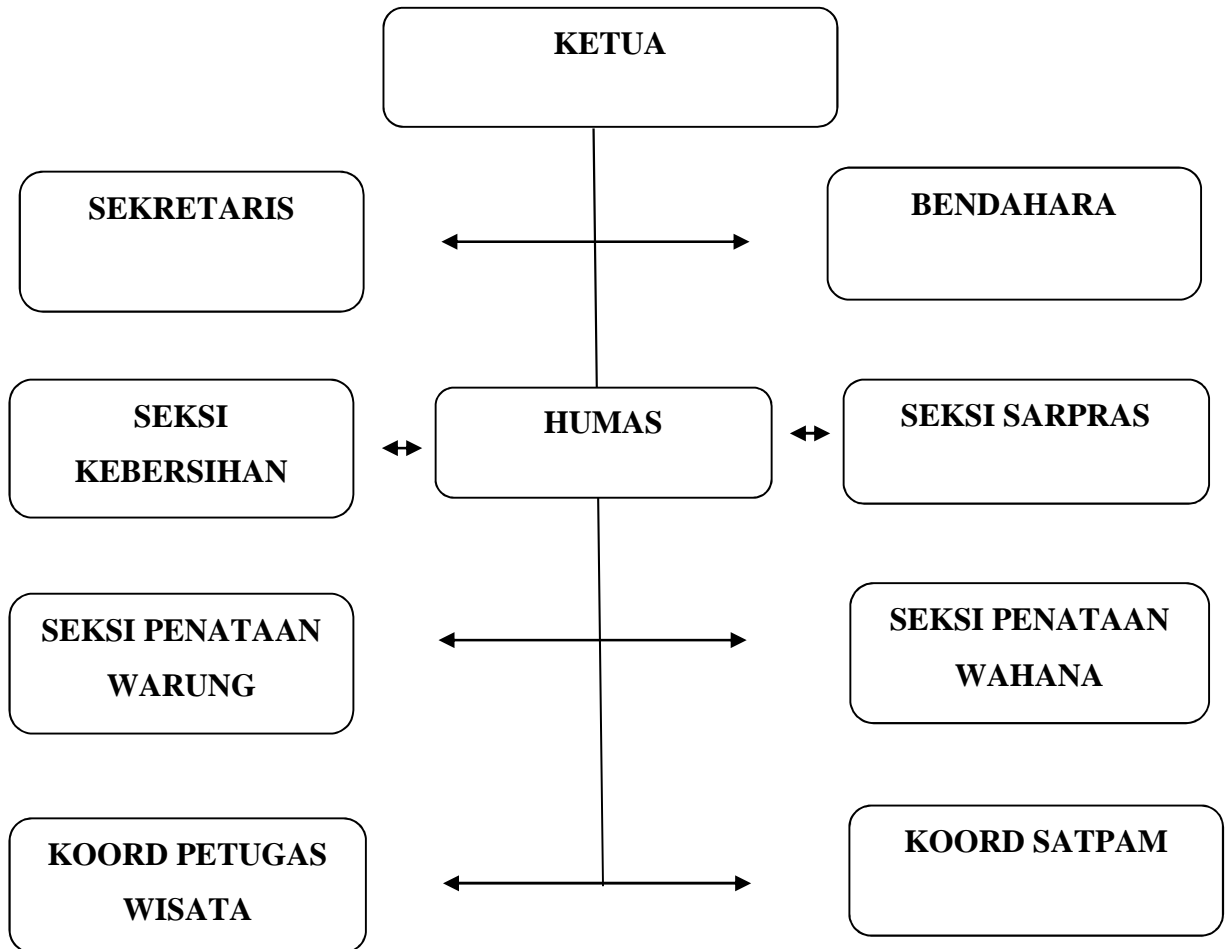 KETUA
SEKRETARIS
BENDAHARA
SEKSI
KEBERSIHAN
HUMAS
SEKSI SARPRAS
SEKSI PENATAAN
WARUNG
SEKSI PENATAAN
WAHANA
KOORD PETUGAS
WISATA
KOORD SATPAM